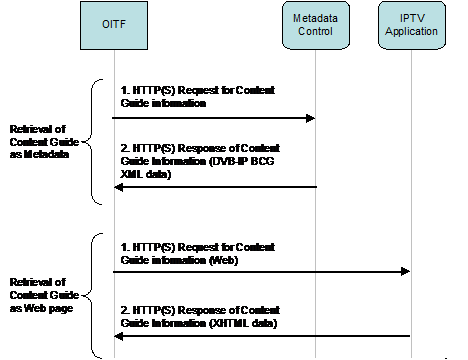 OITF
Metadata
Control
IPTV
Application
Retrieval of
Content Guide
as Metadata
1. HTTP(S) Request for Content
Guide information
2. HTTP(S) Response of Content
Guide Information (DVB-IP BCG
XML data)
Retrieval of
Content Guide
as Web page
1. HTTP(S) Request for Content
Guide information (Web)
2. HTTP(S) Response of Content
Guide Information (XHTML data)